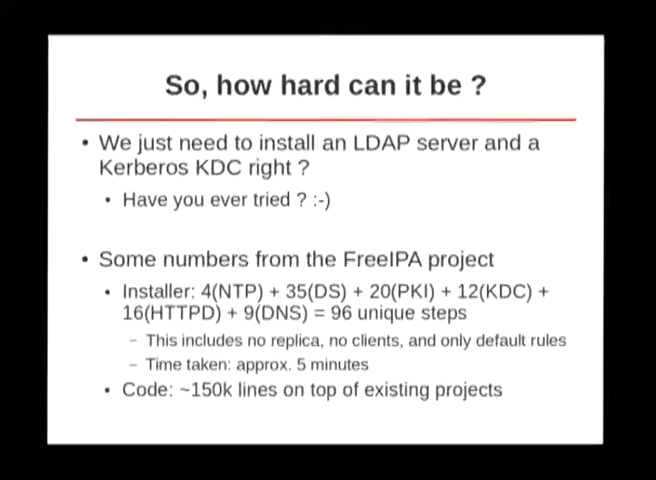 So, how hard can it be ?
• We just need to install an LDAP server and a
Kerberos KDC right ?
• Have you ever tried ? :-)
• Some numbers from the FreeIPA project
• Installer: 4(NTP) + 35(DS) + 20(PKI) + 12(KDC) +
16(HTTPD) + 9(DNS) = 96 unique steps
– This includes no replica, no clients, and only default rules
– Time taken: approx. 5 minutes
• Code: ~150k lines on top of existing projects